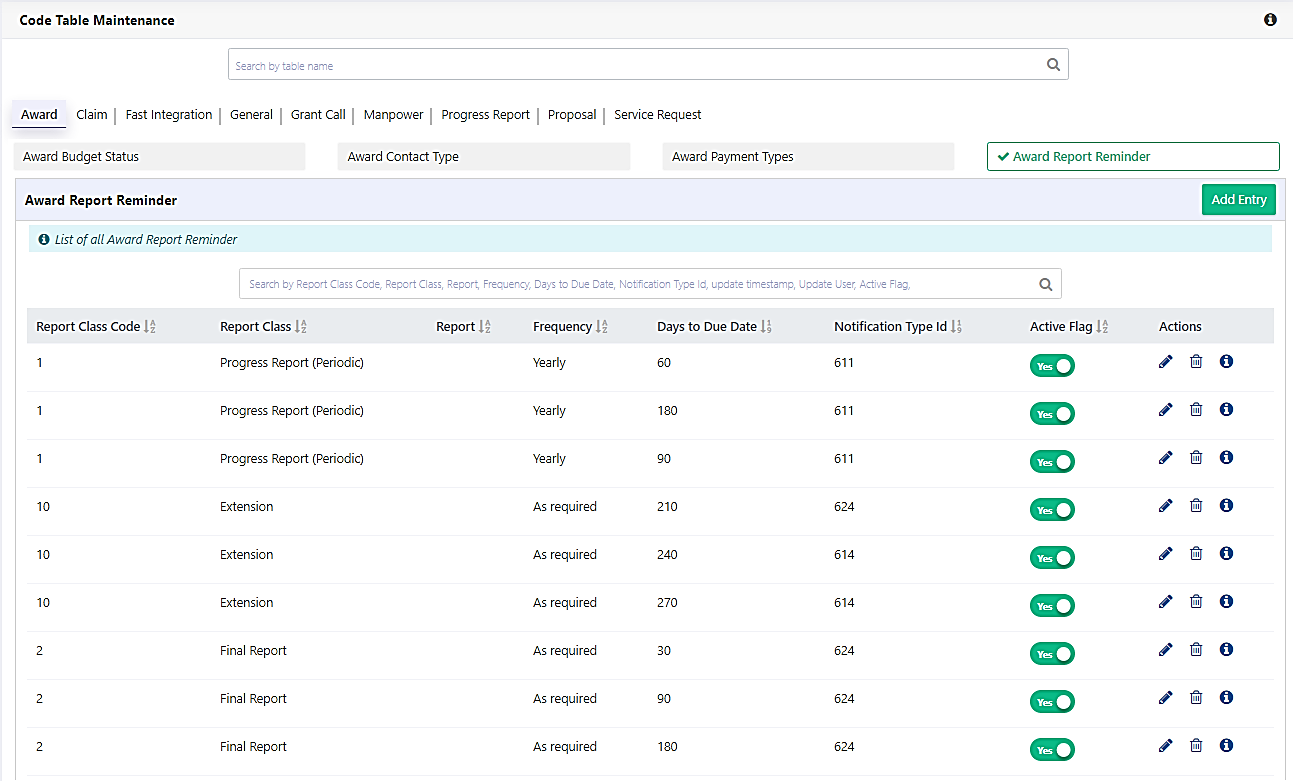 Code Table Maintenance
Search by table name
Award Claim Fast Integration General Grant Call Manpower Progress Report Proposal Service Request
Award Budget Status Award Contact Type Award Payment Types Award Report Reminder
Award Report Reminder Add Entry
List of all Award Report Reminder
Search by Report Class Code, Report Class, Report, Frequency, Days to Due Date, Notification Type Id, update timestamp, Update User, Active Flag,
Report Class Code Report Class Report Frequency Days to Due Date Notification Type Id Active Flag Actions
1 Progress Report (Periodic) Yearly 60 611 Yes
1 Progress Report (Periodic) Yearly 180 611 Yes
1 Progress Report (Periodic) Yearly 90 611 Yes
10 Extension As required 210 624 Yes
10 Extension As required 240 614 Yes
10 Extension As required 270 614 Yes
2 Final Report As required 30 624 Yes
2 Final Report As required 90 624 Yes
2 Final Report As required 180 624 Yes